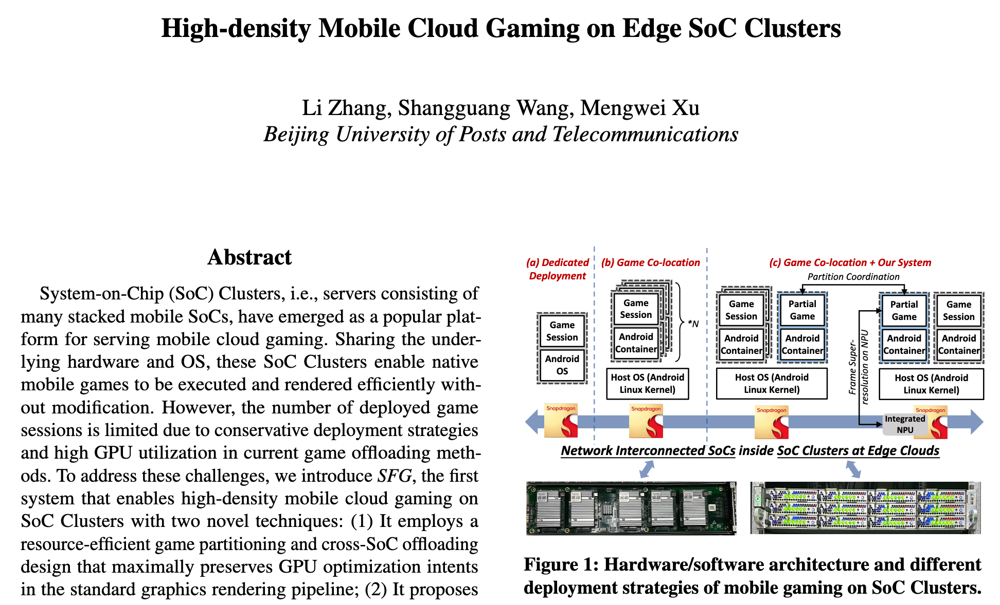 High-density Mobile Cloud Gaming on Edge SoC Clusters
Li Zhang, Shangguang Wang, Mengwei Xu
Beijing University of Posts and Telecommunications
Abstract
System-on-Chip (SoC) Clusters, i.e., servers consisting of
many stacked mobile SoCs, have emerged as a popular plat-
form for serving mobile cloud gaming. Sharing the under-
lying hardware and OS, these SoC Clusters enable native
mobile games to be executed and rendered efficiently with-
out modification. However, the number of deployed game
sessions is limited due to conservative deployment strategies
and high GPU utilization in current game offloading meth-
ods. To address these challenges, we introduce SFG, the first
system that enables high-density mobile cloud gaming on
SoC Clusters with two novel techniques: (1) It employs a
resource-efficient game partitioning and cross-SoC offloading
design that maximally preserves GPU optimization intents
in the standard graphics rendering pipeline; (2) It proposes
(a) Dedicated
Deployment
Game
Session
Android
OS
Snapdragon
(b) Game Co-location
Game
Session
Android
Container
*N
Host OS (Android
Linux Kernel)
Snapdragon
(c) Game Co-location + Our System
Partition Coordination
Game
Session
Android
Container
Partial
Game
Android
Container
Host OS (Android
Linux Kernel)
Snapdragon
Frame Super-
resolution on NPU
Partial
Game
Android
Container
Game
Session
Android
Container
Host OS (Android
Linux Kernel)
Integrated
NPU
Snapdragon
Network Interconnected SoCs inside SoC Clusters at Edge Clouds
Figure 1: Hardware/software architecture and different
deployment strategies of mobile gaming on SoC Clusters.